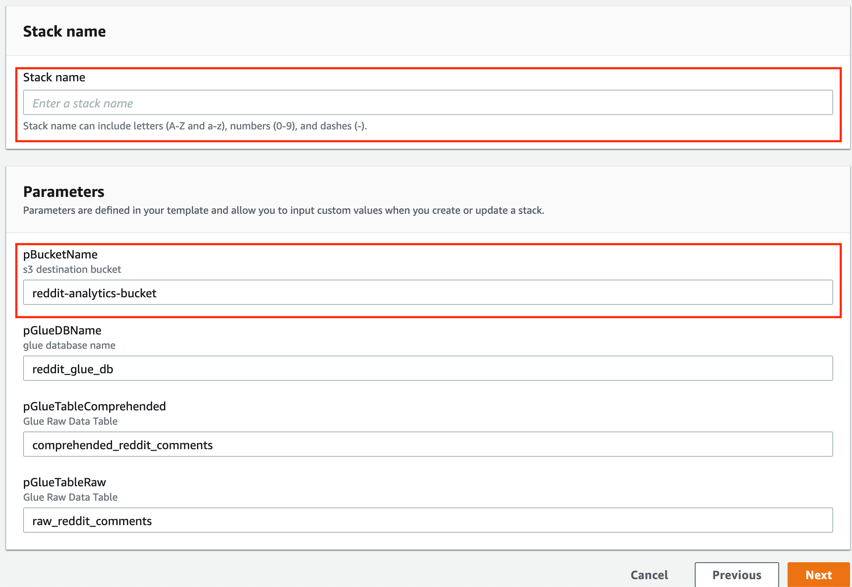 Stack name
Stack name
Enter a stack name
Stack name can include letters (A-Z and a-z), numbers (0-9), and dashes (-).
Parameters
Parameters are defined in your template and allow you to input custom values when you create or update a stack.
pBucketName
s3 destination bucket
reddit-analytics-bucket
pGlueDBName
glue database name
reddit_glue_db
pGlueTableComprehended
Glue Raw Data Table
comprehended_reddit_comments
pGlueTableRaw
Glue Raw Data Table
raw_reddit_comments
Cancel Previous Next